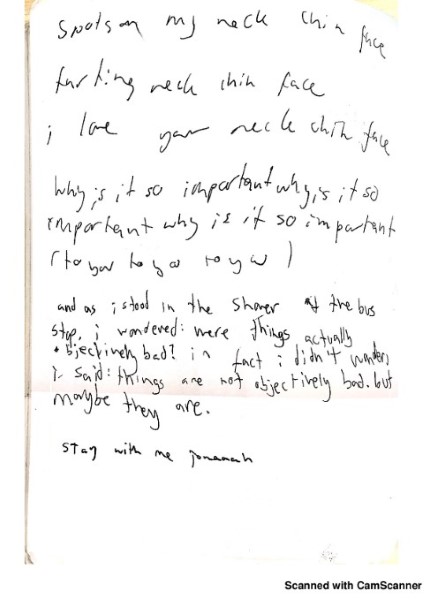 spots on my neck chin face
farting neck chin face
i love your neck chin face
why is it so important why is it so
important why is it so important
(to you to you to you)
and as i stood in the shower at the bus
stop, i wondered: were things actually
objectively bad? in fact i didn't wonder,
i said: things are not objectively bad. but
maybe they are.
stay with me
Scanned with CamScanner